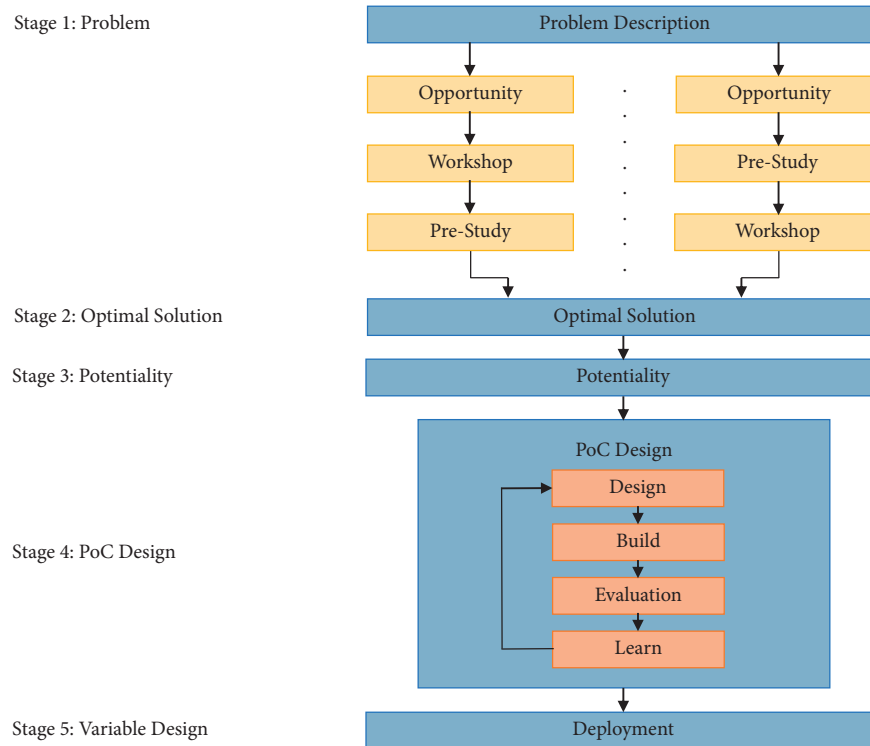 Stage 1: Problem
Problem Description
Opportunity
Opportunity
Workshop
Pre-Study
Pre-Study
Workshop
Stage 2: Optimal Solution
Optimal Solution
Stage 3: Potentiality
Potentiality
PoC Design
Design
Stage 4: PoC Design
Build
Evaluation
Learn
Stage 5: Variable Design
Deployment